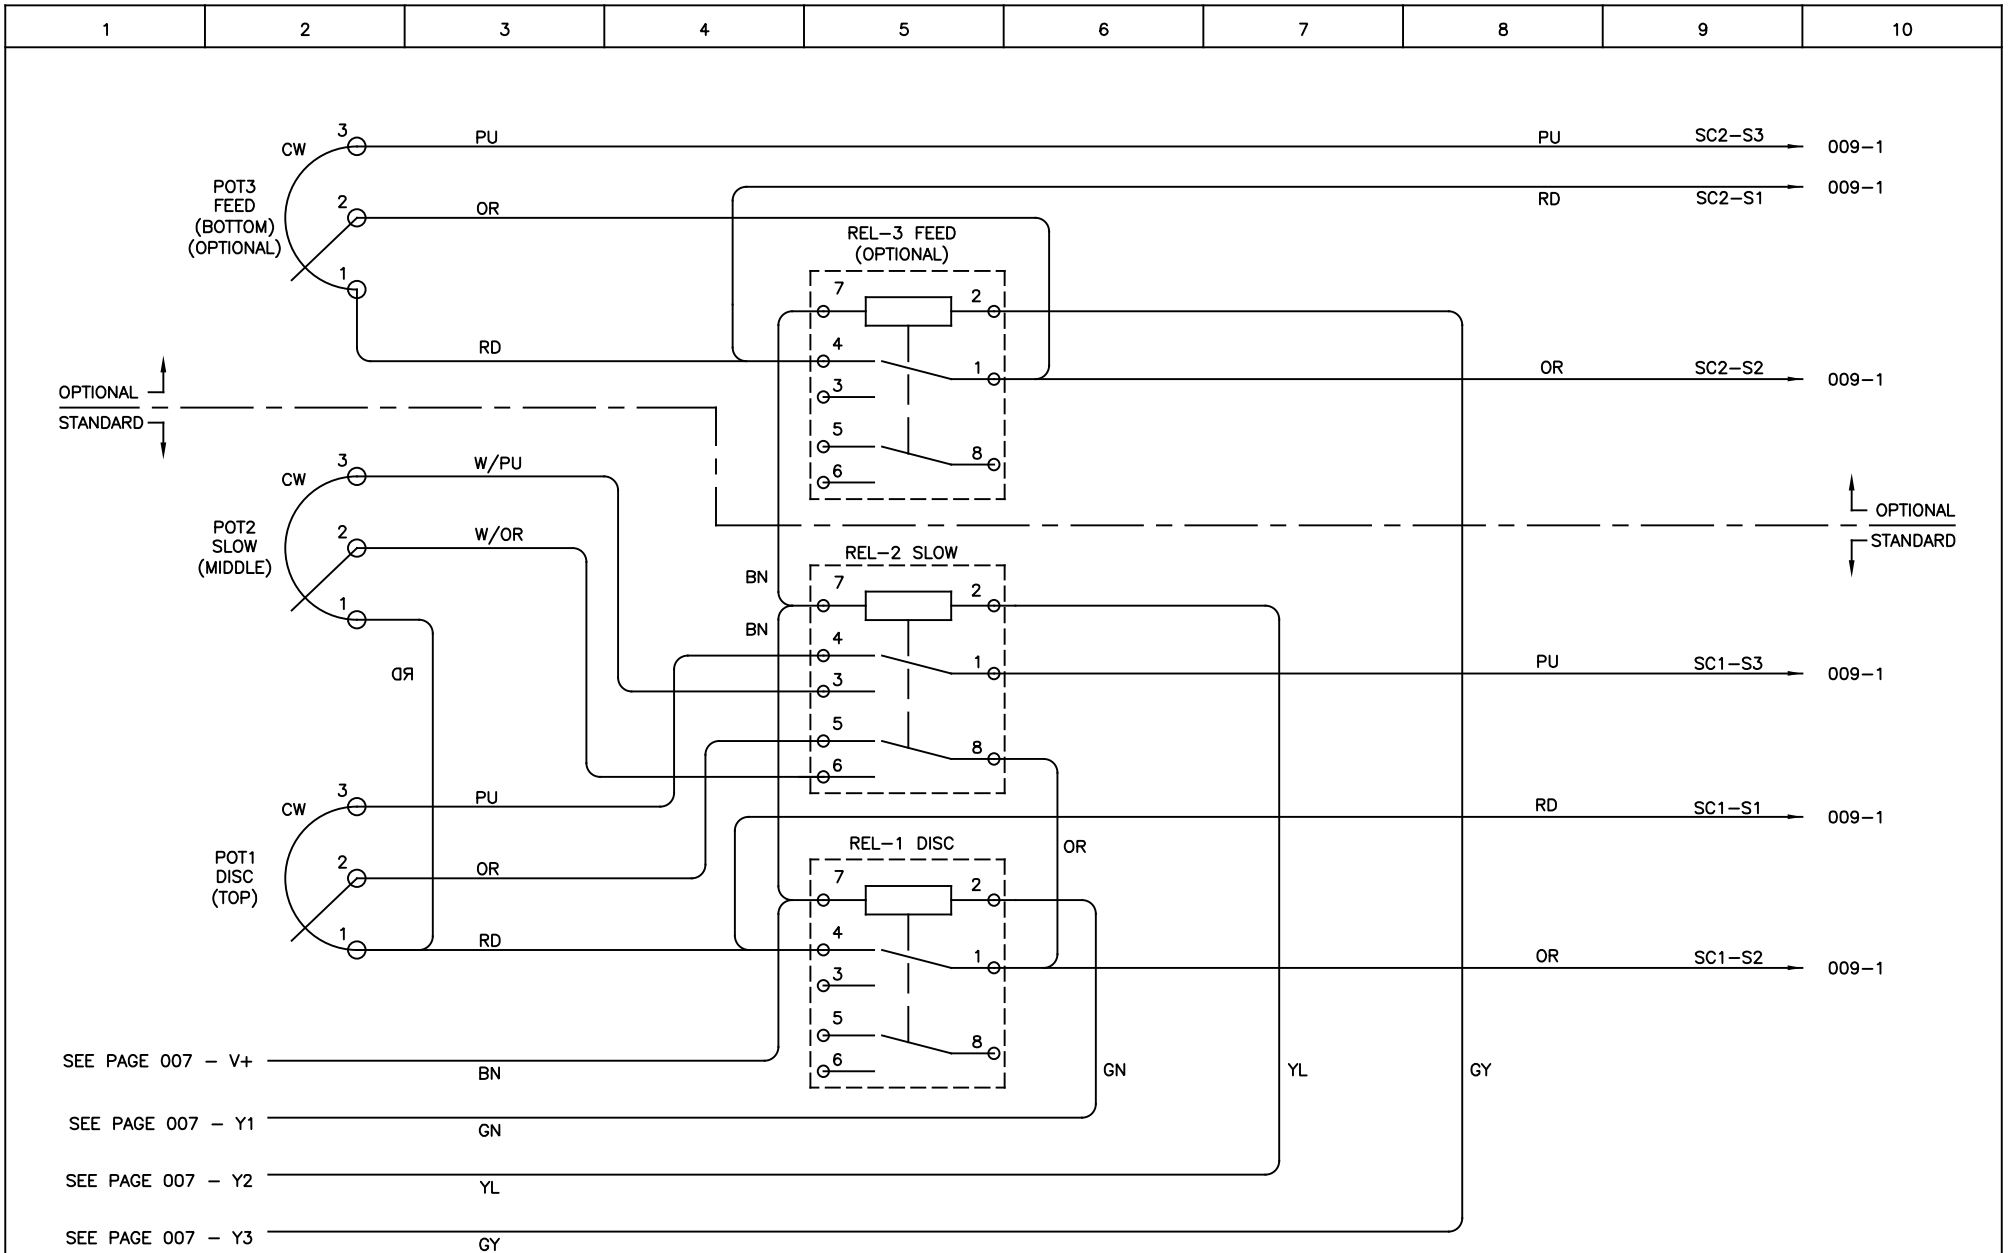 1 2 3 4 5 6 7 8 9 10
3 PU PU SC2-S3 009-1
CW
POT3
FEED
(BOTTOM)
(OPTIONAL)
RD SC2-S1 009-1
2 OR
REL-3 FEED
(OPTIONAL)
1
7 2
RD
4
1
OR SC2-S2 009-1
3
5
8
6
OPTIONAL
STANDARD
3 W/PU
CW
POT2
SLOW
(MIDDLE)
2 W/OR
1
RD
OPTIONAL
STANDARD
REL-2 SLOW
BN
BN
7 2
4
1
PU SC1-S3 009-1
3
5
8
6
3 PU
CW
POT1
DISC
(TOP)
2 OR
1 RD
RD SC1-S1 009-1
REL-1 DISC
OR
7 2
4
1
OR SC1-S2 009-1
3
5
8
6
SEE PAGE 007 - V+
BN
GN YL GY
SEE PAGE 007 - Y1
GN
SEE PAGE 007 - Y2
YL
SEE PAGE 007 - Y3
GY